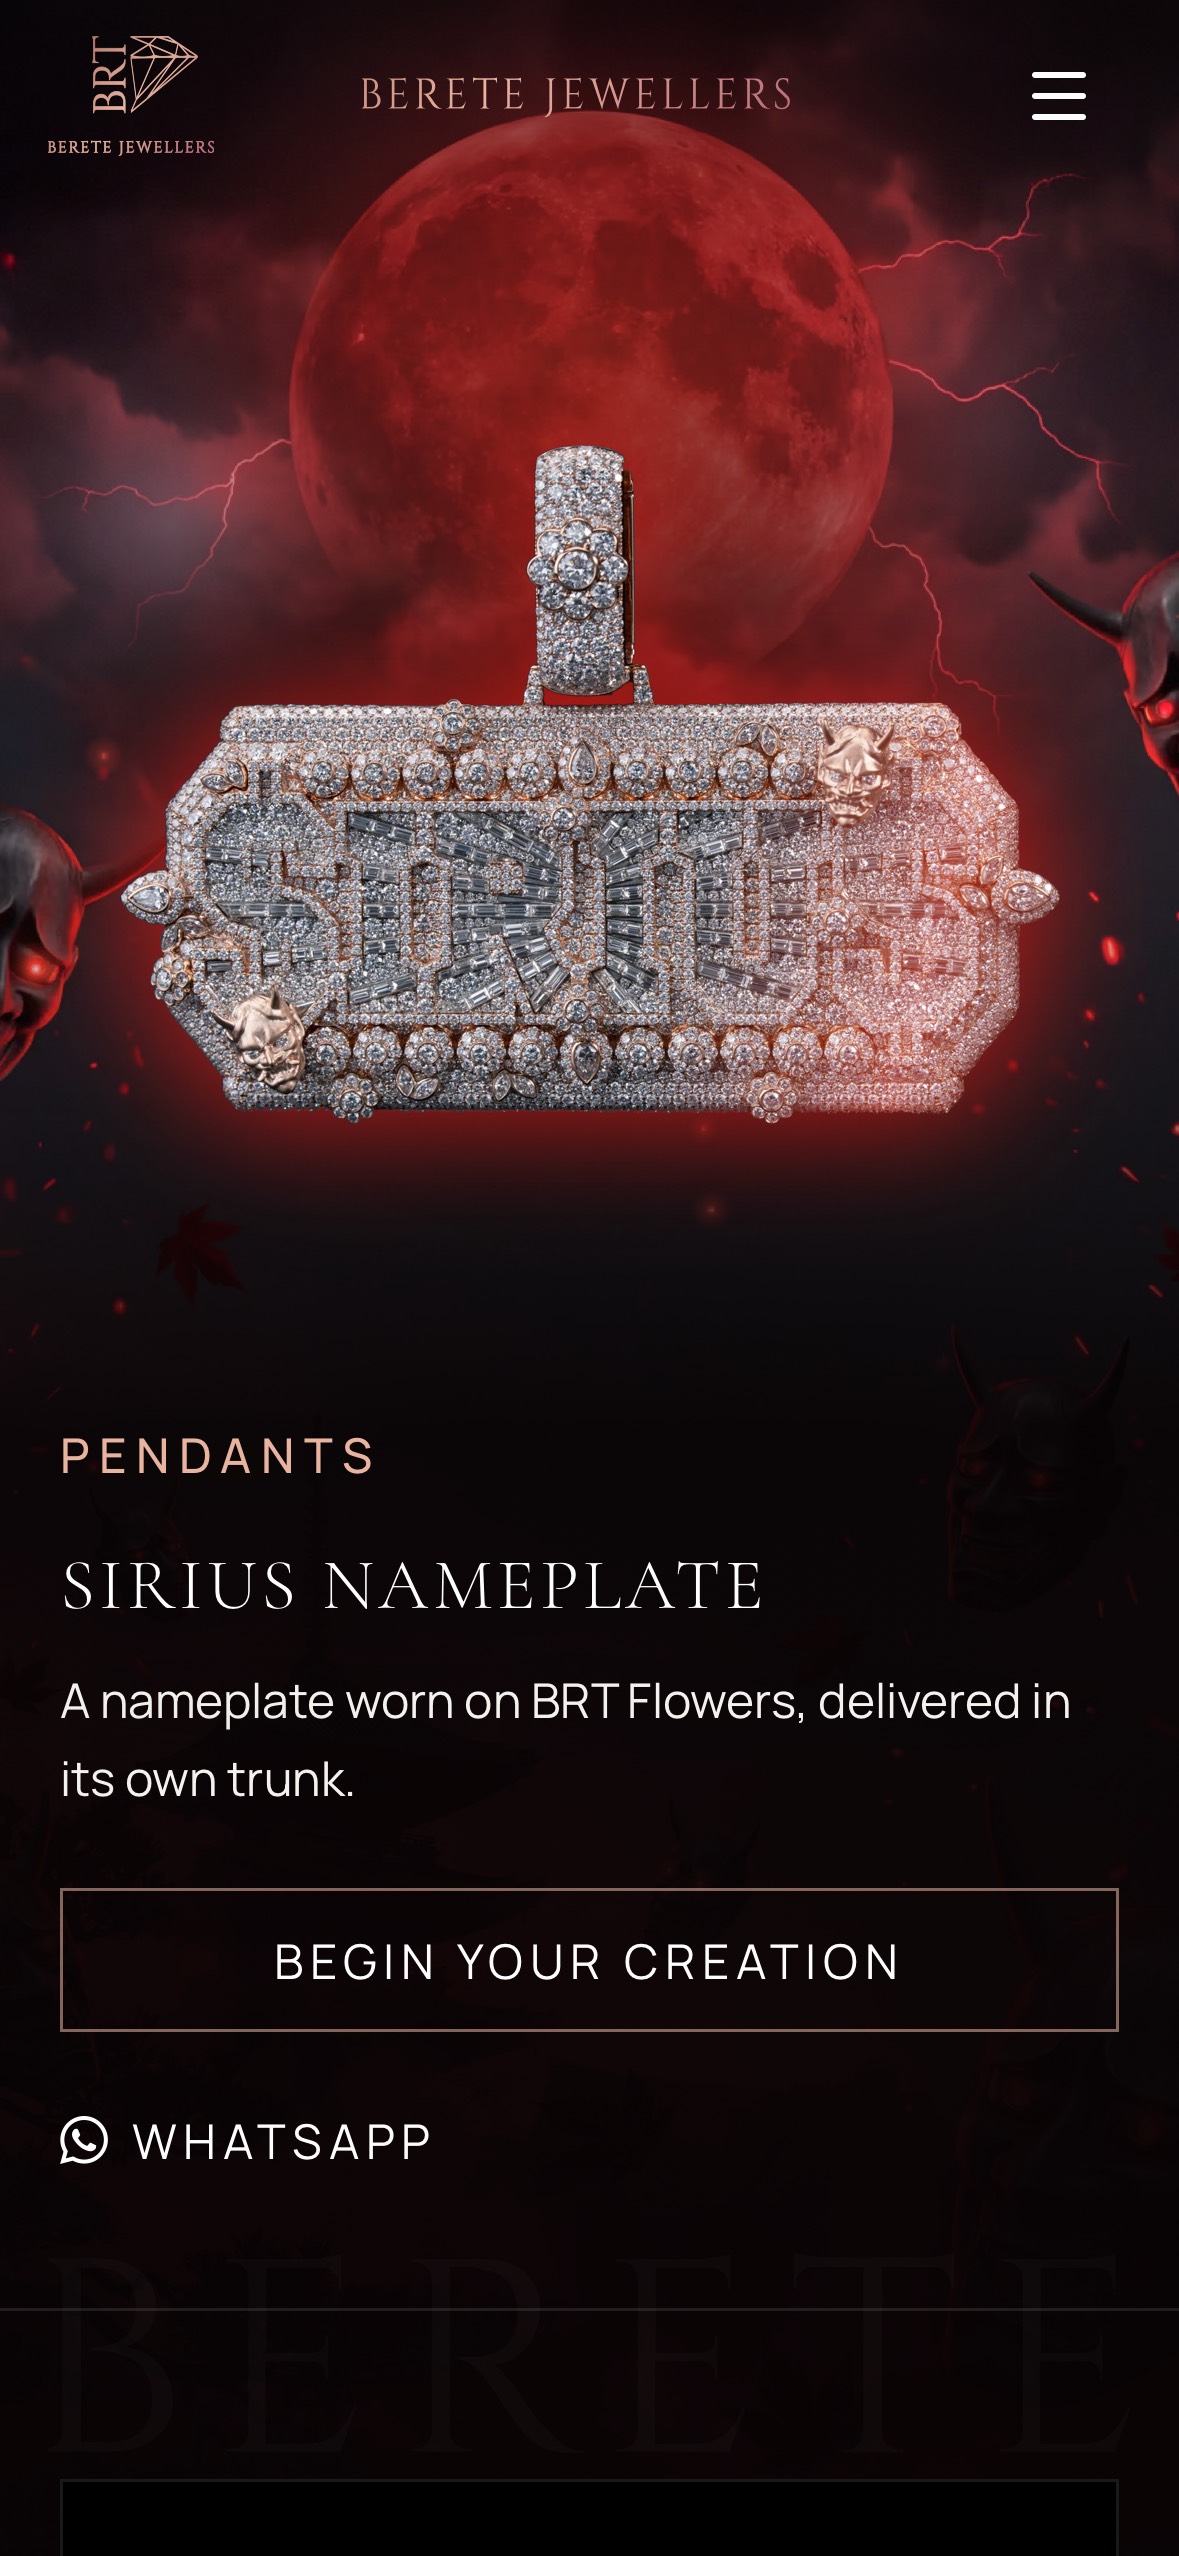 BRT
BERETE JEWELLERS
BERETE JEWELLERS
SIRIUS
PENDANTS
SIRIUS NAMEPLATE
A nameplate worn on BRT Flowers, delivered in
its own trunk.
BEGIN YOUR CREATION
WHATSAPP
BERETE